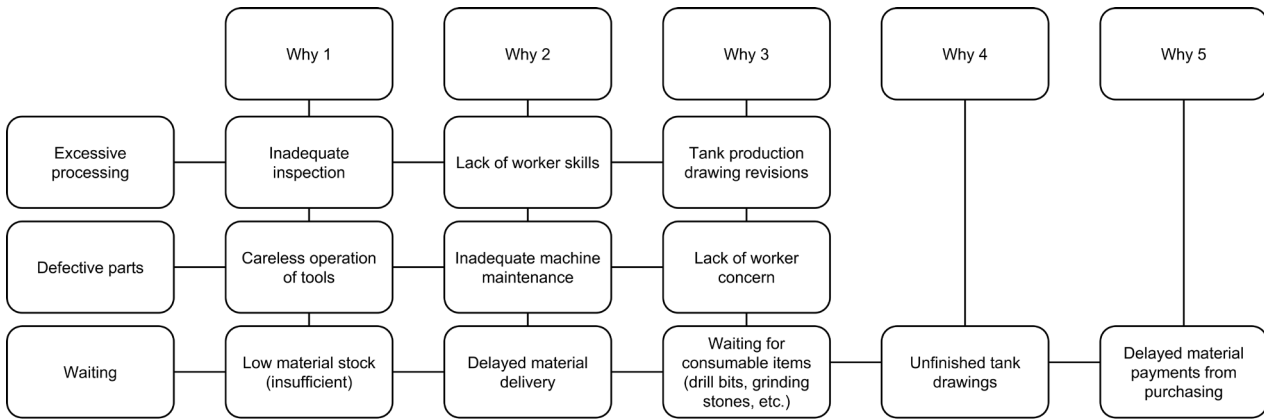 Why 1
Why 2
Why 3
Why 4
Why 5
Excessive
processing
Inadequate
inspection
Lack of worker skills
Tank production
drawing revisions
Defective parts
Careless operation
of tools
Inadequate machine
maintenance
Lack of worker
concern
Waiting
Low material stock
(insufficient)
Delayed material
delivery
Waiting for
consumable items
(drill bits, grinding
stones, etc.)
Unfinished tank
drawings
Delayed material
payments from
purchasing